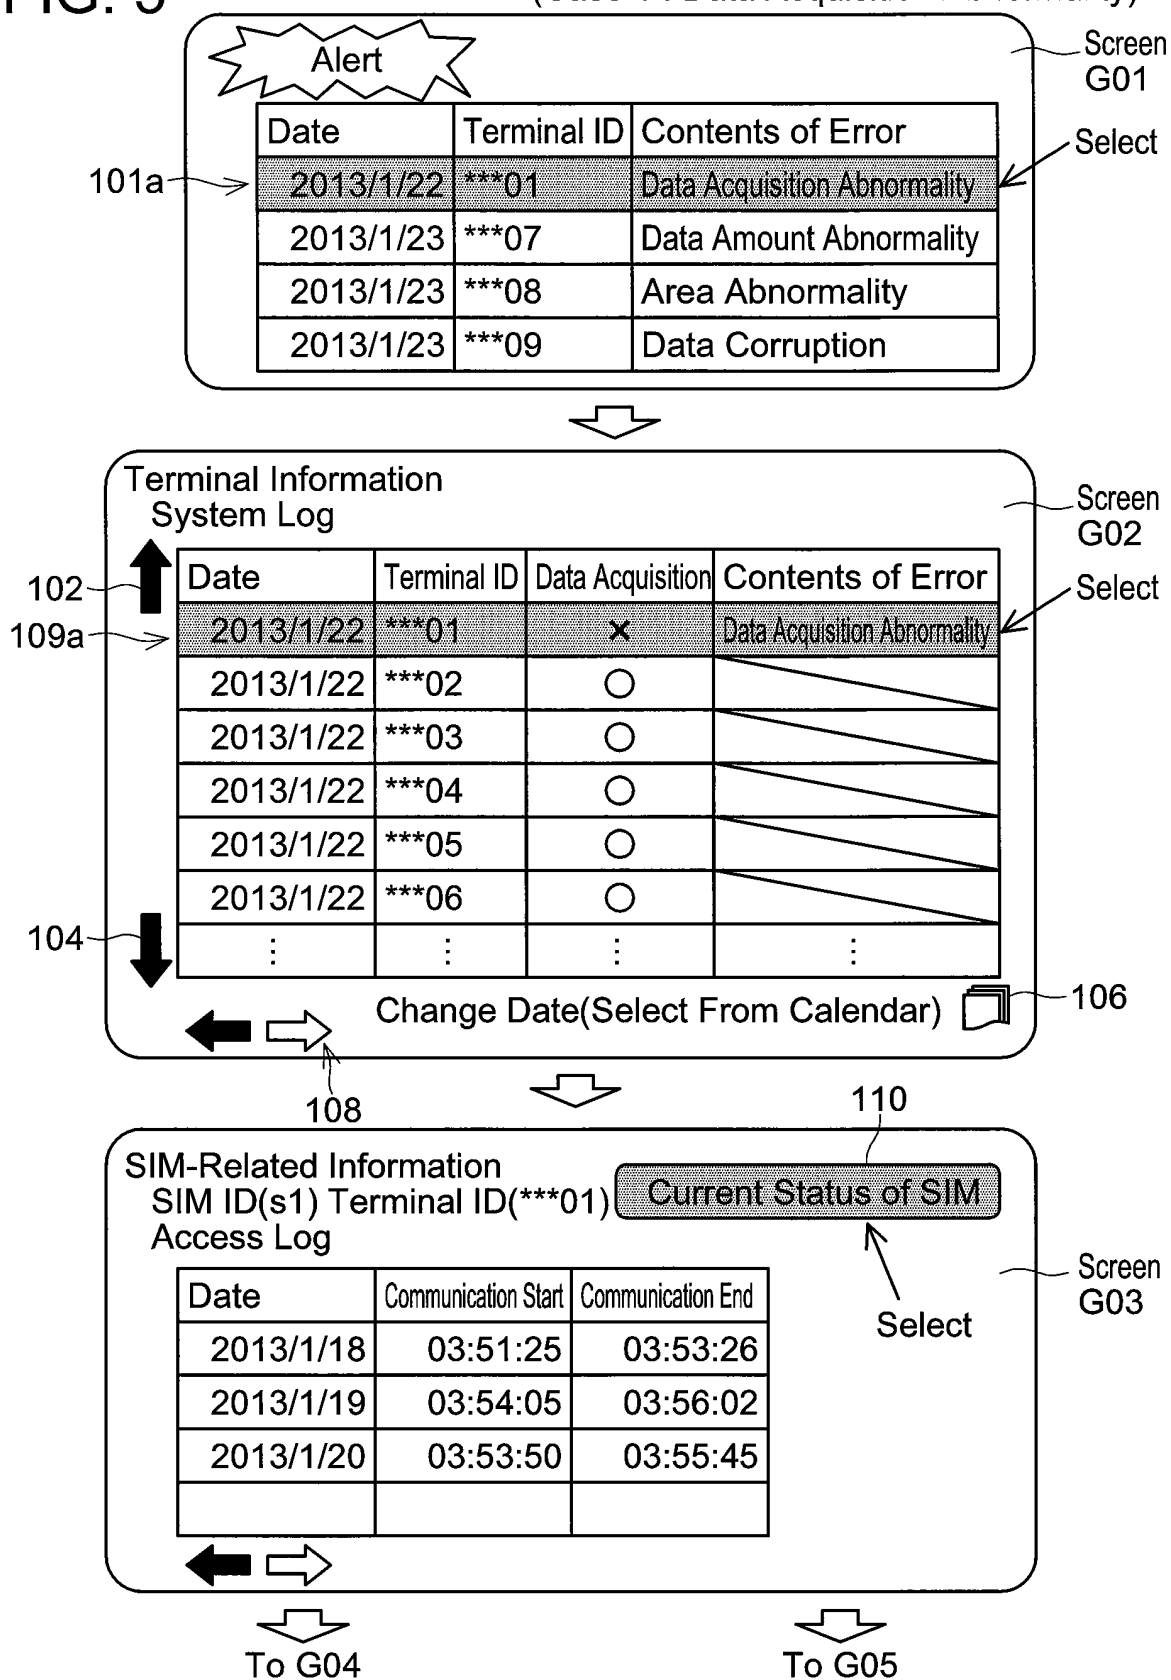 Alert
Screen
G01
Date Terminal ID Contents of Error
Select
101a
2013/1/22 ***01 Data Acquisition Abnormality
2013/1/23 ***07 Data Amount Abnormality
2013/1/23 ***08 Area Abnormality
2013/1/23 ***09 Data Corruption
Terminal Information
System Log
Screen
G02
102
Date Terminal ID Data Acquisition Contents of Error
Select
109a
2013/1/22 ***01 × Data Acquisition Abnormality
2013/1/22 ***02 ○
2013/1/22 ***03 ○
2013/1/22 ***04 ○
2013/1/22 ***05 ○
2013/1/22 ***06 ○
104
⋮ ⋮ ⋮ ⋮
Change Date(Select From Calendar)
106
108
110
SIM-Related Information
SIM ID(s1) Terminal ID(***01)
Current Status of SIM
Access Log
Screen
G03
Date Communication Start Communication End
Select
2013/1/18 03:51:25 03:53:26
2013/1/19 03:54:05 03:56:02
2013/1/20 03:53:50 03:55:45
To G04
To G05